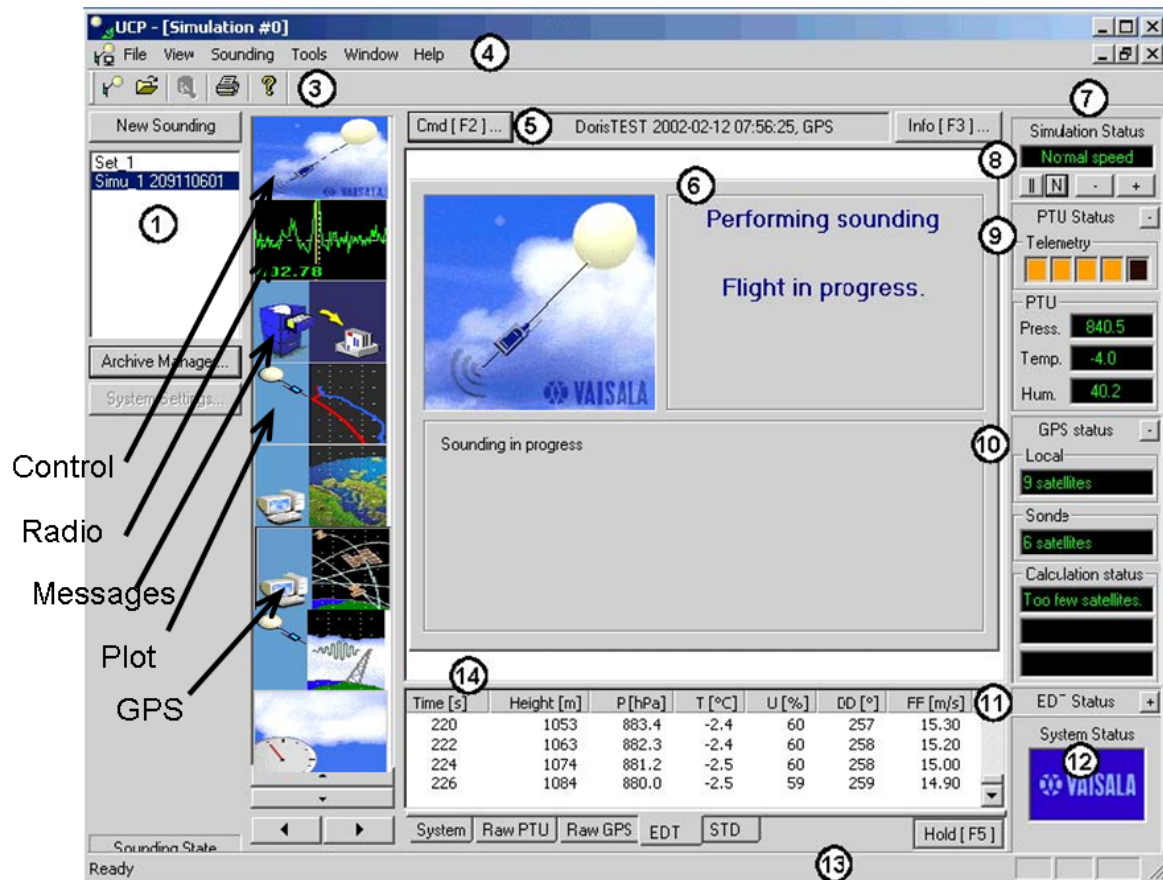 UCP - [Simulation #0]
File View Sounding Tools Window Help
4
3
7
New Sounding
Cmd [ F2 ]...
5
DorisTEST 2002-02-12 07:56:25, GPS
Info [ F3 ]...
Simulation Status
8
Normal speed
|| N - +
Set_1
Simu_1 209110601
1
VAISALA
6
Performing sounding
Flight in progress.
PTU Status -
9
Telemetry
PTU
Press. 840.5
Temp. -4.0
Hum. 40.2
402.78
Archive Manager...
System Settings...
VAISALA
Sounding in progress
10
GPS status -
Local
9 satellites
Sonde
6 satellites
Calculation status
Too few satellites.
Control
Radio
Messages
Plot
GPS
14
Time [s] Height [m] P [hPa] T [°C] U [%] DD [°] FF [m/s]
220 1053 883.4 -2.4 60 257 15.30
222 1063 882.3 -2.4 60 258 15.20
224 1074 881.2 -2.5 60 258 15.00
226 1084 880.0 -2.5 59 259 14.90
11
EDT Status +
System Status
12
VAISALA
System Raw PTU Raw GPS EDT STD
Hold [ F5 ]
13
Sounding State
Ready